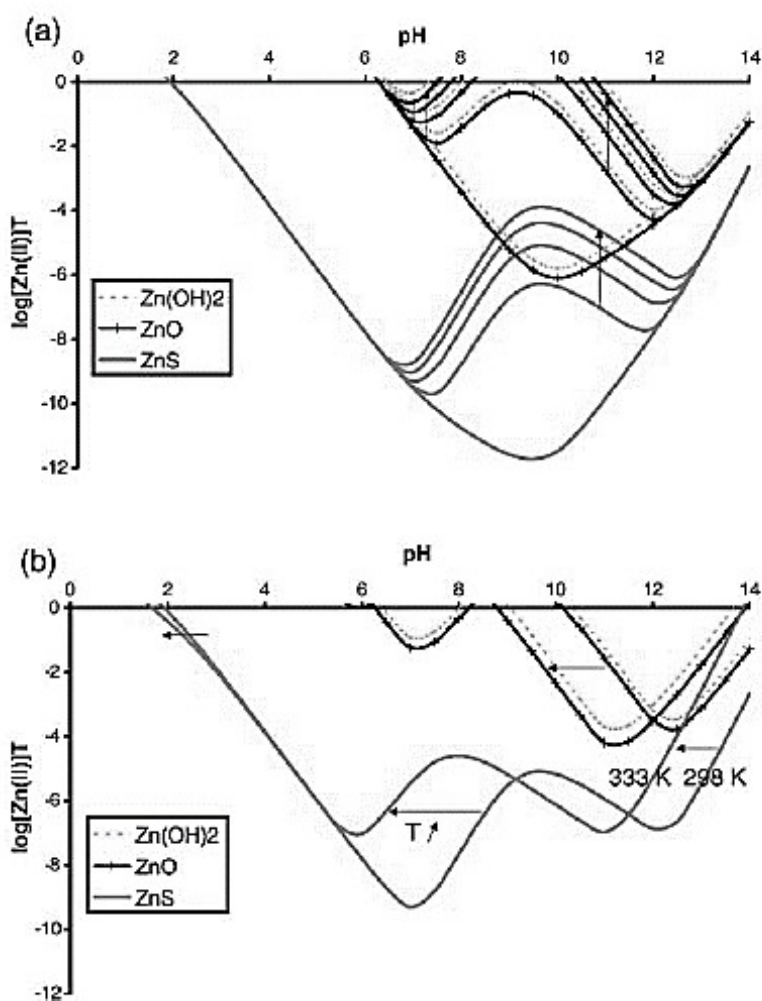 (a)
pH
0 2 4 6 8 10 12 14
0
-2
-4
-6
-8
-10
-12
log[Zn(II)]T
Zn(OH)2
ZnO
ZnS
(b)
pH
0 2 4 6 8 10 12 14
0
-2
-4
-6
-8
-10
-12
log[Zn(II)]T
333 K 298 K
T
Zn(OH)2
ZnO
ZnS